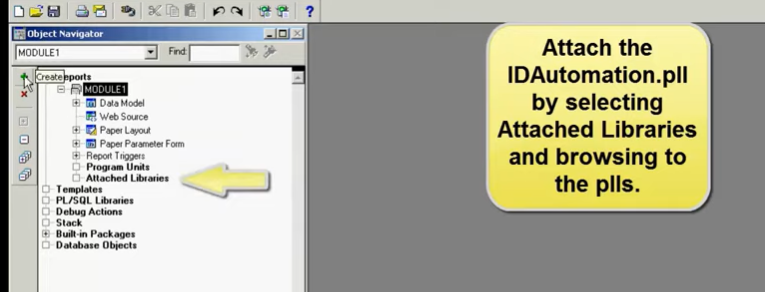 Object Navigator
MODULE1
Find:
Create
eports
MODULE1
Data Model
Web Source
Paper Layout
Paper Parameter Form
Report Triggers
Program Units
Attached Libraries
Templates
PL/SQL Libraries
Debug Actions
Stack
Built-in Packages
Database Objects
Attach the
IDAutomation.pll
by selecting
Attached Libraries
and browsing to
the plls.